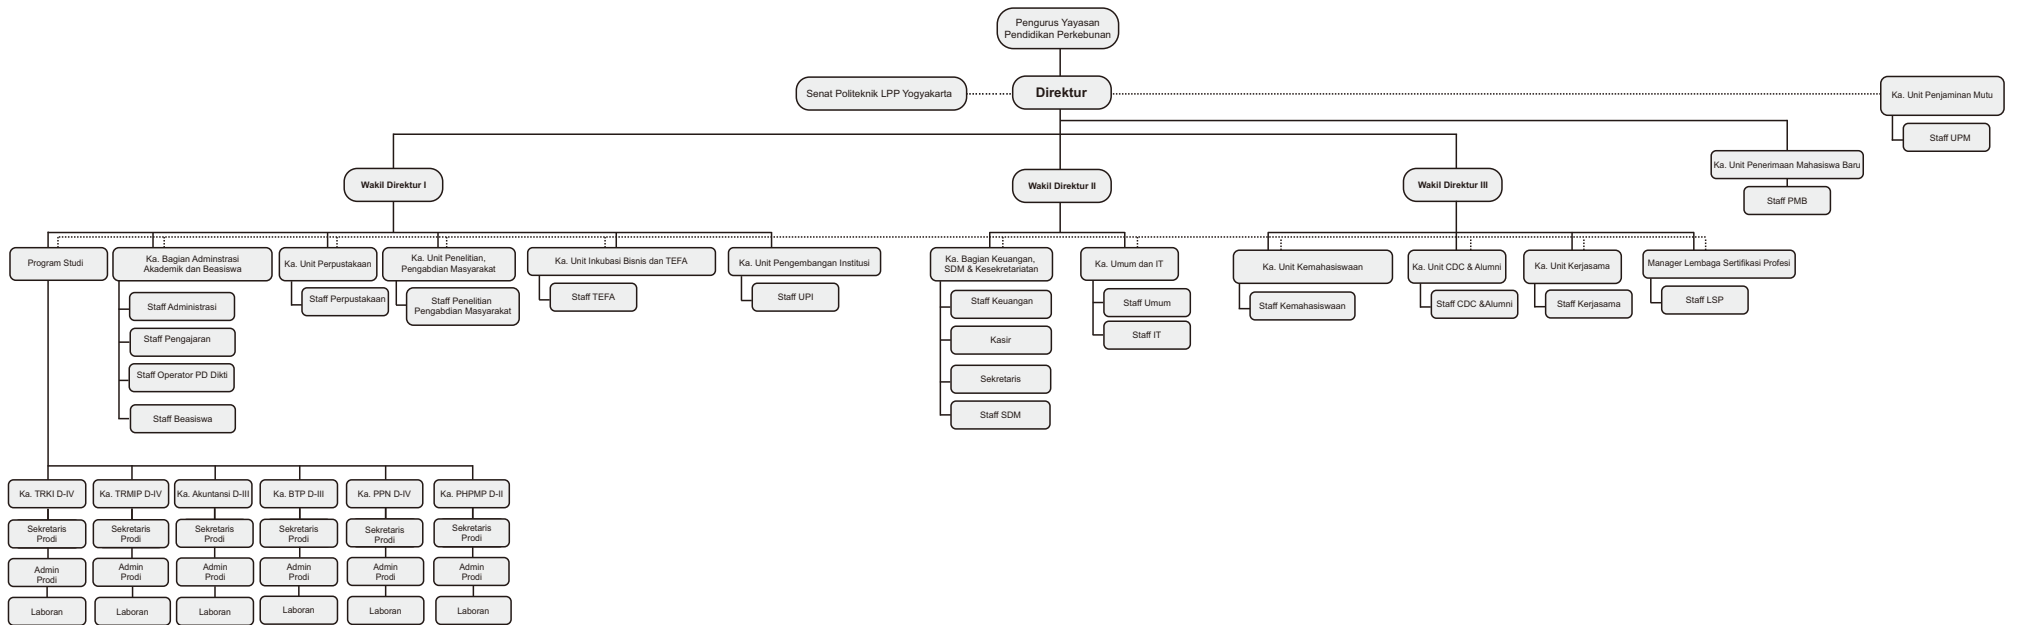 Pengurus Yayasan
Pendidikan Perkebunan
Senat Politeknik LPP Yogyakarta
Direktur
Ka. Unit Penjaminan Mutu
Staff UPM
Wakil Direktur I
Wakil Direktur II
Wakil Direktur III
Ka. Unit Penerimaan Mahasiswa Baru
Staff PMB
Program Studi
Ka. Bagian Adminstrasi
Akademik dan Beasiswa
Staff Administrasi
Staff Pengajaran
Staff Operator PD Dikti
Staff Beasiswa
Ka. Unit Perpustakaan
Staff Perpustakaan
Ka. Unit Penelitian,
Pengabdian Masyarakat
Staff Penelitian
Pengabdian Masyarakat
Ka. Unit Inkubasi Bisnis dan TEFA
Staff TEFA
Ka. Unit Pengembangan Institusi
Staff UPI
Ka. Bagian Keuangan,
SDM & Kesekretariatan
Staff Keuangan
Kasir
Sekretaris
Staff SDM
Ka. Umum dan IT
Staff Umum
Staff IT
Ka. Unit Kemahasiswaan
Staff Kemahasiswaan
Ka. Unit CDC & Alumni
Staff CDC &Alumni
Ka. Unit Kerjasama
Staff Kerjasama
Manager Lembaga Sertifikasi Profesi
Staff LSP
Ka. TRKI D-IV
Sekretaris
Prodi
Admin
Prodi
Laboran
Ka. TRMIP D-IV
Sekretaris
Prodi
Admin
Prodi
Laboran
Ka. Akuntansi D-III
Sekretaris
Prodi
Admin
Prodi
Laboran
Ka. BTP D-III
Sekretaris
Prodi
Admin
Prodi
Laboran
Ka. PPN D-IV
Sekretaris
Prodi
Admin
Prodi
Laboran
Ka. PHPMP D-II
Sekretaris
Prodi
Admin
Prodi
Laboran